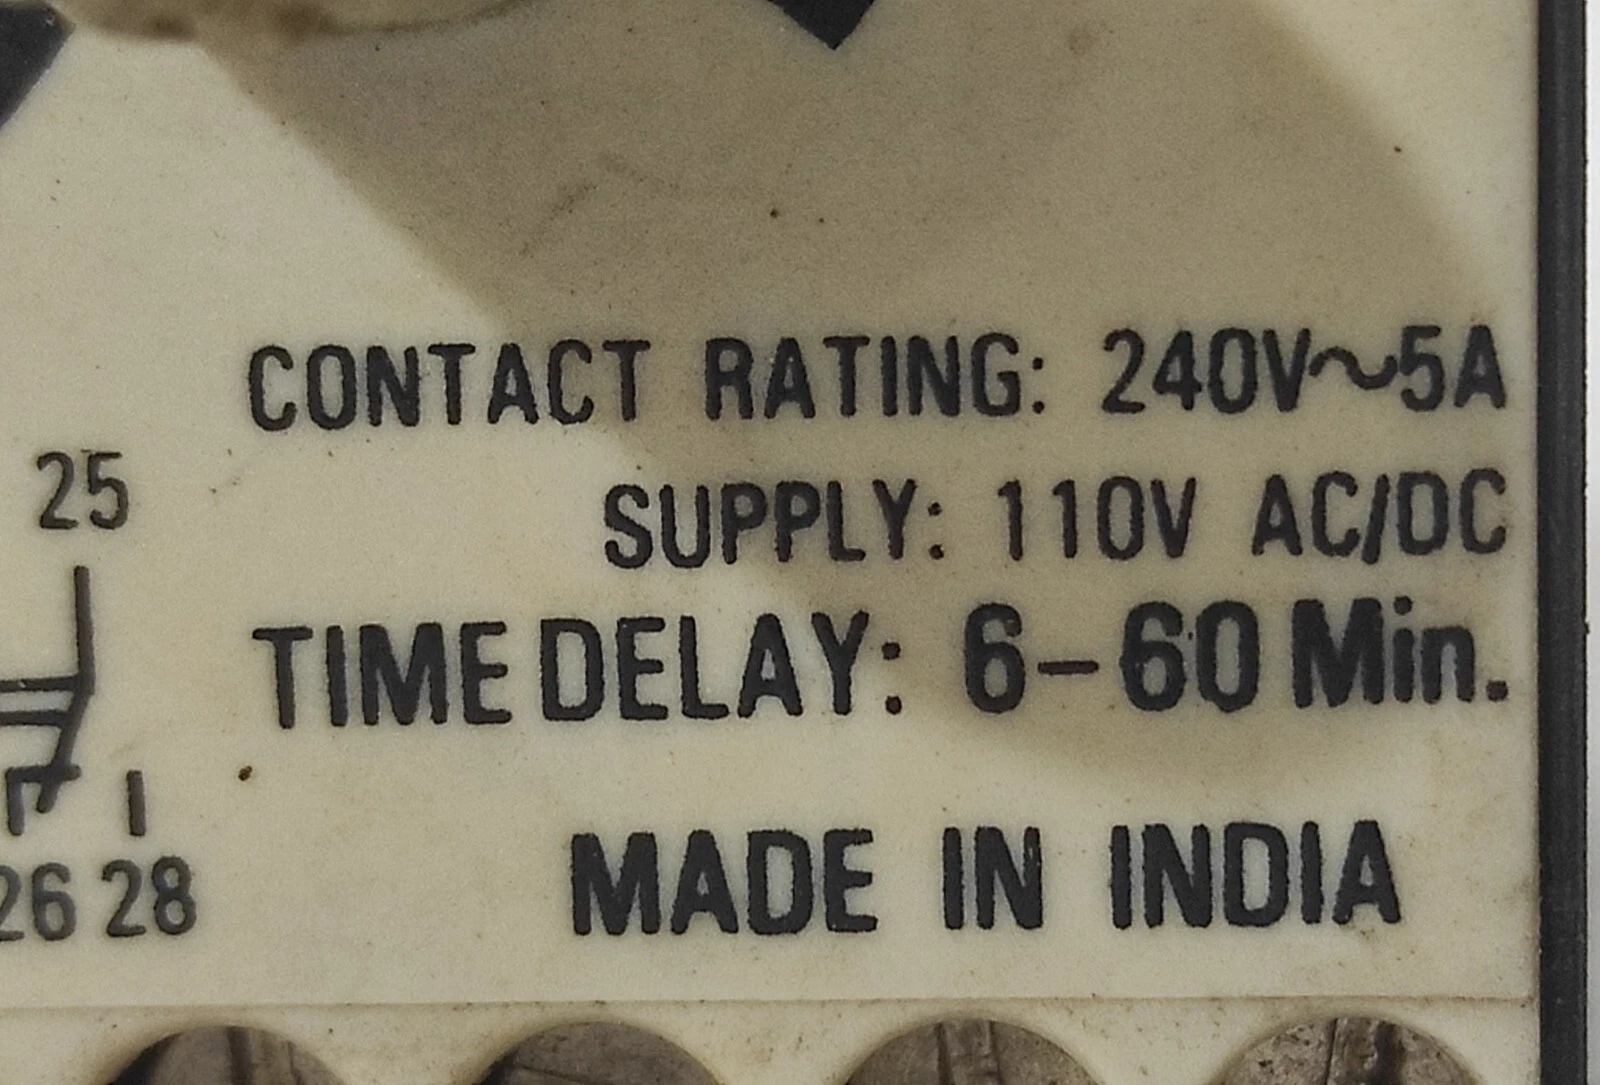 CONTACT RATING: 240V~5A
25
SUPPLY: 110V AC/DC
TIME DELAY: 6-60 Min.
26 28
MADE IN INDIA